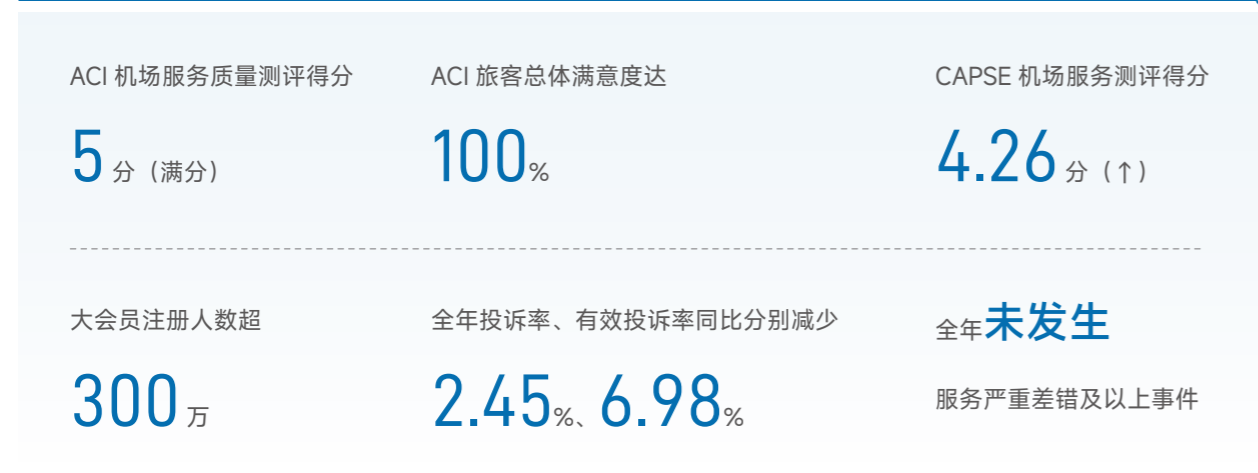 ACI 机场服务质量测评得分
5 分（满分）
ACI 旅客总体满意度达
100%
CAPSE 机场服务测评得分
4.26 分（↑）
大会员注册人数超
300 万
全年投诉率、有效投诉率同比分别减少
2.45%、6.98%
全年未发生
服务严重差错及以上事件